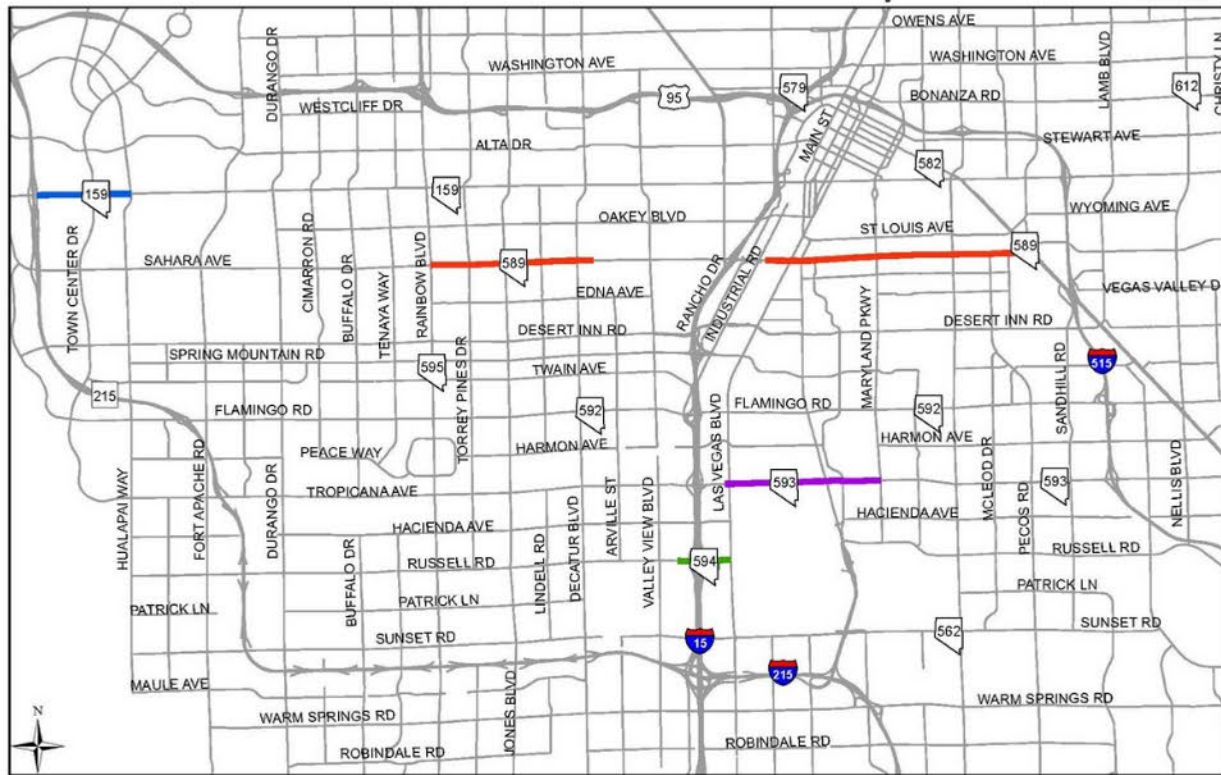 OWENS AVE
WASHINGTON AVE
WASHINGTON AVE
LAMB BLVD
CHRISTY LN
DURANGO DR
WESTCLIFF DR
95
579
BONANZA RD
612
ALTA DR
MAIN ST
STEWART AVE
582
159
159
OAKEY BLVD
WYOMING AVE
ST LOUIS AVE
589
TOWN CENTER DR
SAHARA AVE
CIMARRON RD
BUFFALO DR
TENAYA WAY
RAINBOW BLVD
589
EDNA AVE
RANCHO DR
INDUSTRIAL RD
VEGAS VALLEY D
DESERT INN RD
DESERT INN RD
MARYLAND PKWY
SPRING MOUNTAIN RD
595
TORREY PINES DR
TWAIN AVE
SANDHILL RD
515
215
FLAMINGO RD
592
FLAMINGO RD
592
LAS VEGAS BLVD
PEACE WAY
HARMON AVE
HARMON AVE
MCLEOD DR
HUALAPAI WAY
FORT APACHE RD
DURANGO DR
TROPICANA AVE
593
593
NELLIS BLVD
HACIENDA AVE
LINDELL RD
DECATUR BLVD
ARVILLE ST
VALLEY VIEW BLVD
HACIENDA AVE
PECOS RD
BUFFALO DR
RUSSELL RD
594
RUSSELL RD
PATRICK LN
PATRICK LN
PATRICK LN
SUNSET RD
15
562
SUNSET RD
215
MAULE AVE
JONES BLVD
WARM SPRINGS RD
WARM SPRINGS RD
N
ROBINDALE RD
ROBINDALE RD